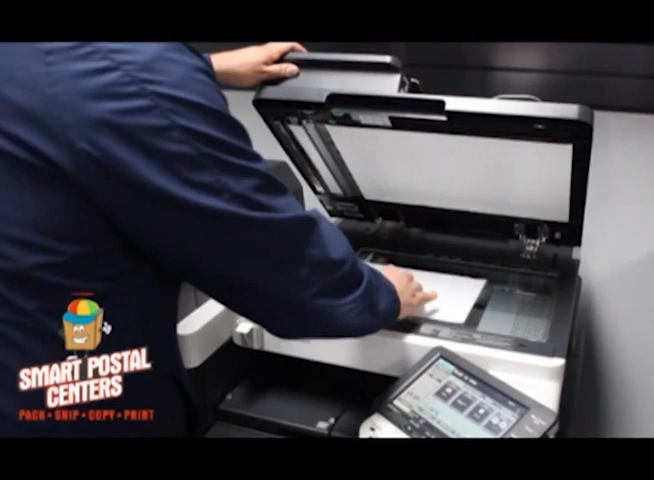 SMART POSTAL
CENTERS
PACK • SHIP • COPY • PRINT